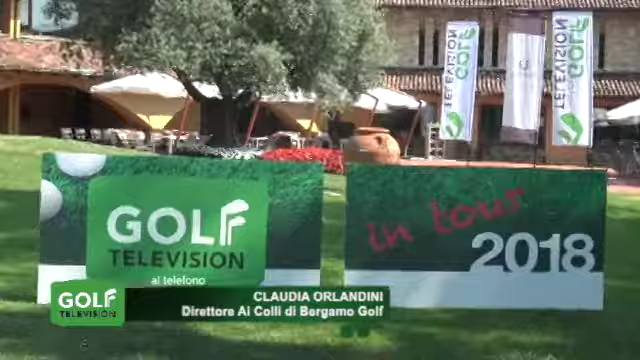 TELEVISION GOLF
TELEVISION GOLF
GOLF
TELEVISION
in tour
2018
al telefono
CLAUDIA ORLANDINI
Direttore Ai Colli di Bergamo Golf
GOLF
TELEVISION